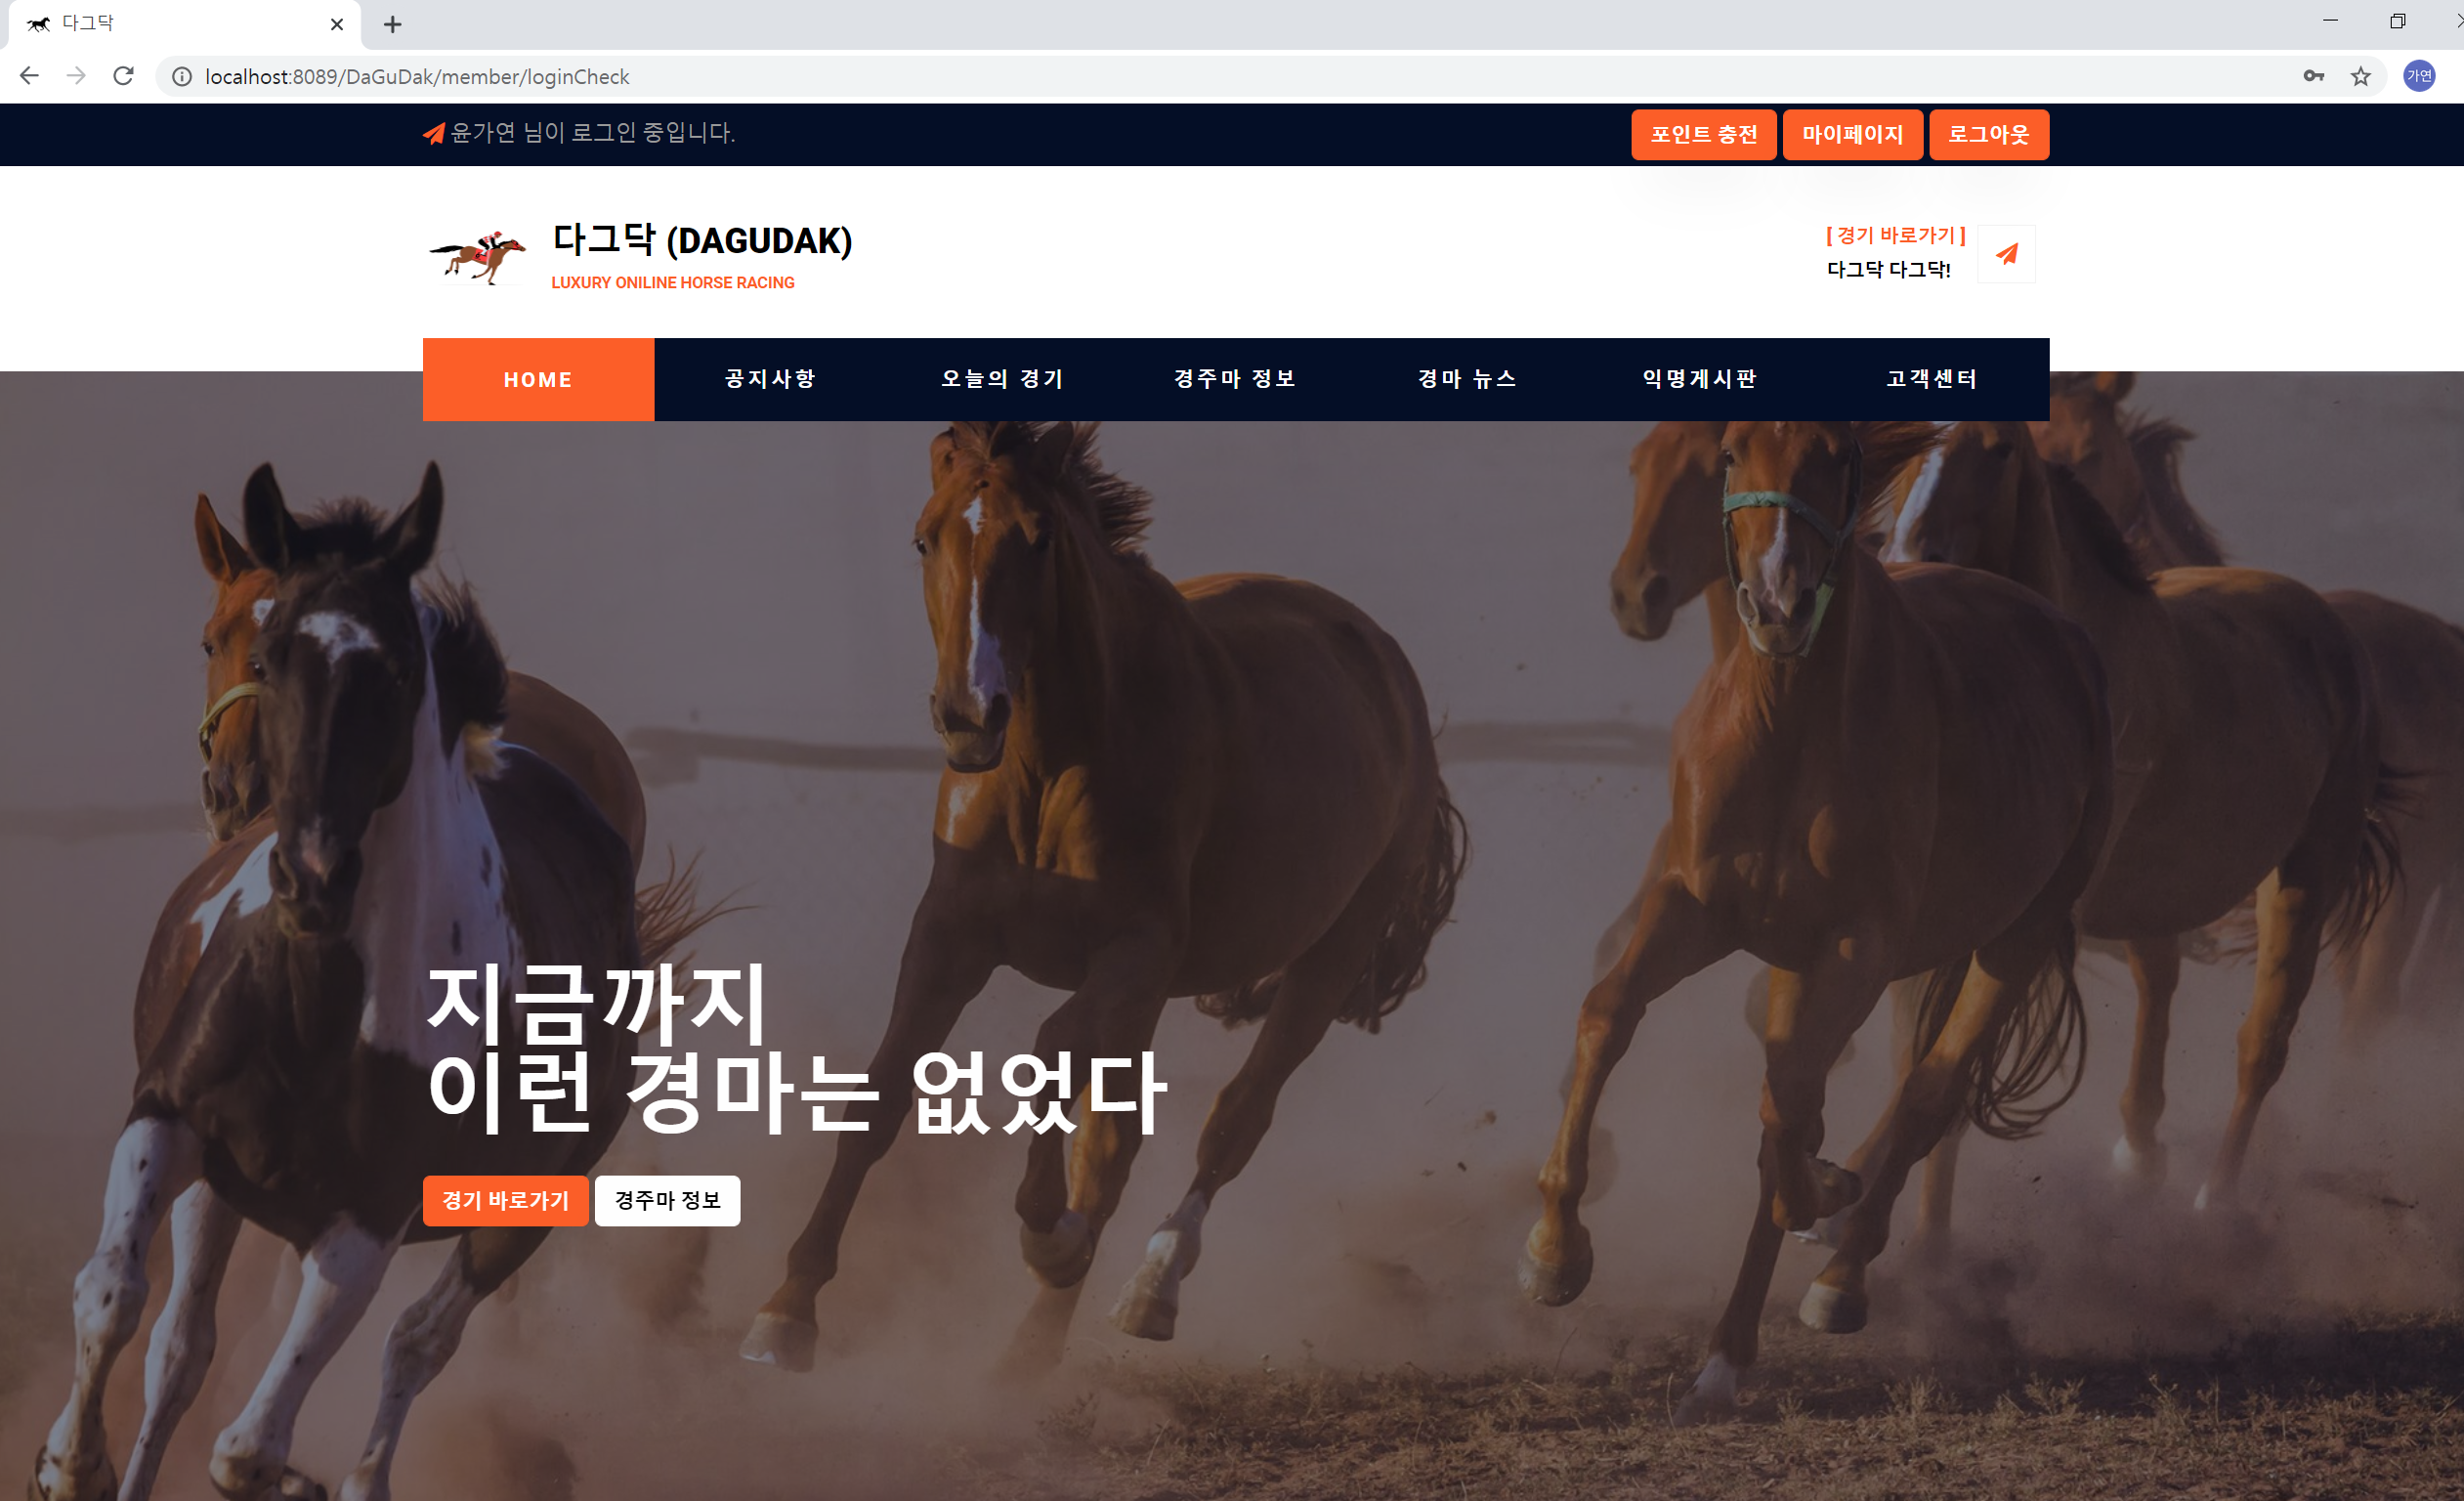 다그닥
localhost:8089/DaGuDak/member/loginCheck
가연
윤가연 님이 로그인 중입니다.
포인트 충전
마이페이지
로그아웃
다그닥 (DAGUDAK)
LUXURY ONILINE HORSE RACING
[ 경기 바로가기 ]
다그닥 다그닥!
HOME
공지사항
오늘의 경기
경주마 정보
경마 뉴스
익명게시판
고객센터
지금까지
이런 경마는 없었다
경기 바로가기
경주마 정보